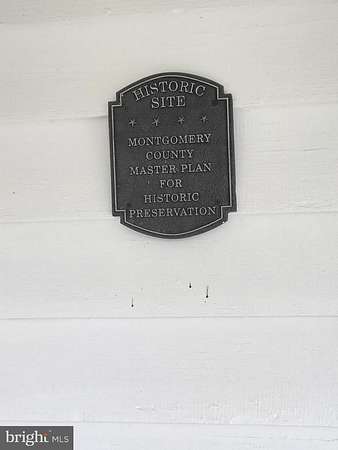 HISTORIC
SITE
MONTGOMERY
COUNTY
MASTER PLAN
FOR
HISTORIC
PRESERVATION
bright MLS